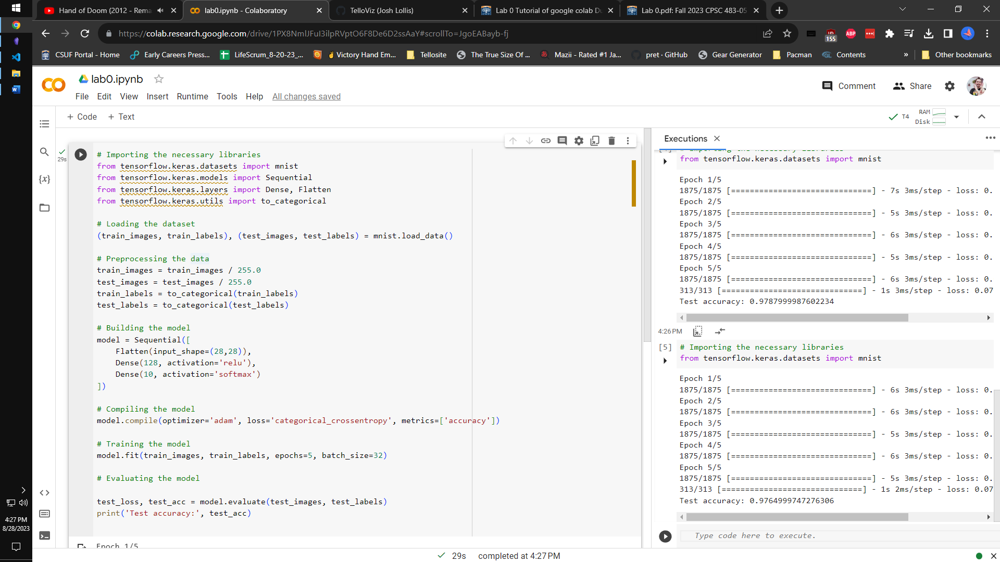 Hand of Doom (2012 - Rema
lab0.ipynb - Colaboratory
TelloViz (Josh Lollis)
Lab 0 Tutorial of google colab Du
Lab 0.pdf: Fall 2023 CPSC 483-05
https://colab.research.google.com/drive/1PX8NmlJFuI3ilpRVptO6F8De6D2ssAaY#scrollTo=JgoEABayb-fj
155
ABP
CSUF Portal - Home
Early Careers Press...
LifeScrum_8-20-23_...
Victory Hand Em...
Tellosite
The True Size Of ...
Mazii - Rated #1 Ja...
pret · GitHub
Gear Generator
Pacman
GL Contents
»
Other bookmarks
lab0.ipynb
File Edit View Insert Runtime Tools Help All changes saved
Comment
Share
+ Code + Text
T4
RAM
Disk
29s
# Importing the necessary libraries
from tensorflow.keras.datasets import mnist
from tensorflow.keras.models import Sequential
from tensorflow.keras.layers import Dense, Flatten
from tensorflow.keras.utils import to_categorical
# Loading the dataset
(train_images, train_labels), (test_images, test_labels) = mnist.load_data()
# Preprocessing the data
train_images = train_images / 255.0
test_images = test_images / 255.0
train_labels = to_categorical(train_labels)
test_labels = to_categorical(test_labels)
# Building the model
model = Sequential([
Flatten(input_shape=(28,28)),
Dense(128, activation='relu'),
Dense(10, activation='softmax')
])
# Compiling the model
model.compile(optimizer='adam', loss='categorical_crossentropy', metrics=['accuracy'])
# Training the model
model.fit(train_images, train_labels, epochs=5, batch_size=32)
# Evaluating the model
test_loss, test_acc = model.evaluate(test_images, test_labels)
print('Test accuracy:', test_acc)
Epoch 1/5
Executions
# Importing the necessary libraries
from tensorflow.keras.datasets import mnist
Epoch 1/5
1875/1875 [==============================] - 7s 3ms/step - loss: 0.
Epoch 2/5
1875/1875 [==============================] - 5s 3ms/step - loss: 0.
Epoch 3/5
1875/1875 [==============================] - 6s 3ms/step - loss: 0.
Epoch 4/5
1875/1875 [==============================] - 5s 3ms/step - loss: 0.
Epoch 5/5
1875/1875 [==============================] - 6s 3ms/step - loss: 0.
313/313 [==============================] - 1s 3ms/step - loss: 0.07
Test accuracy: 0.9787999987602234
4:26 PM
[5] # Importing the necessary libraries
from tensorflow.keras.datasets import mnist
Epoch 1/5
1875/1875 [==============================] - 6s 3ms/step - loss: 0.
Epoch 2/5
1875/1875 [==============================] - 6s 3ms/step - loss: 0.
Epoch 3/5
1875/1875 [==============================] - 5s 3ms/step - loss: 0.
Epoch 4/5
1875/1875 [==============================] - 6s 3ms/step - loss: 0.
Epoch 5/5
1875/1875 [==============================] - 5s 3ms/step - loss: 0.
313/313 [==============================] - 1s 2ms/step - loss: 0.07
Test accuracy: 0.9764999747276306
Type code here to execute.
29s completed at 4:27 PM
4:27 PM
8/28/2023